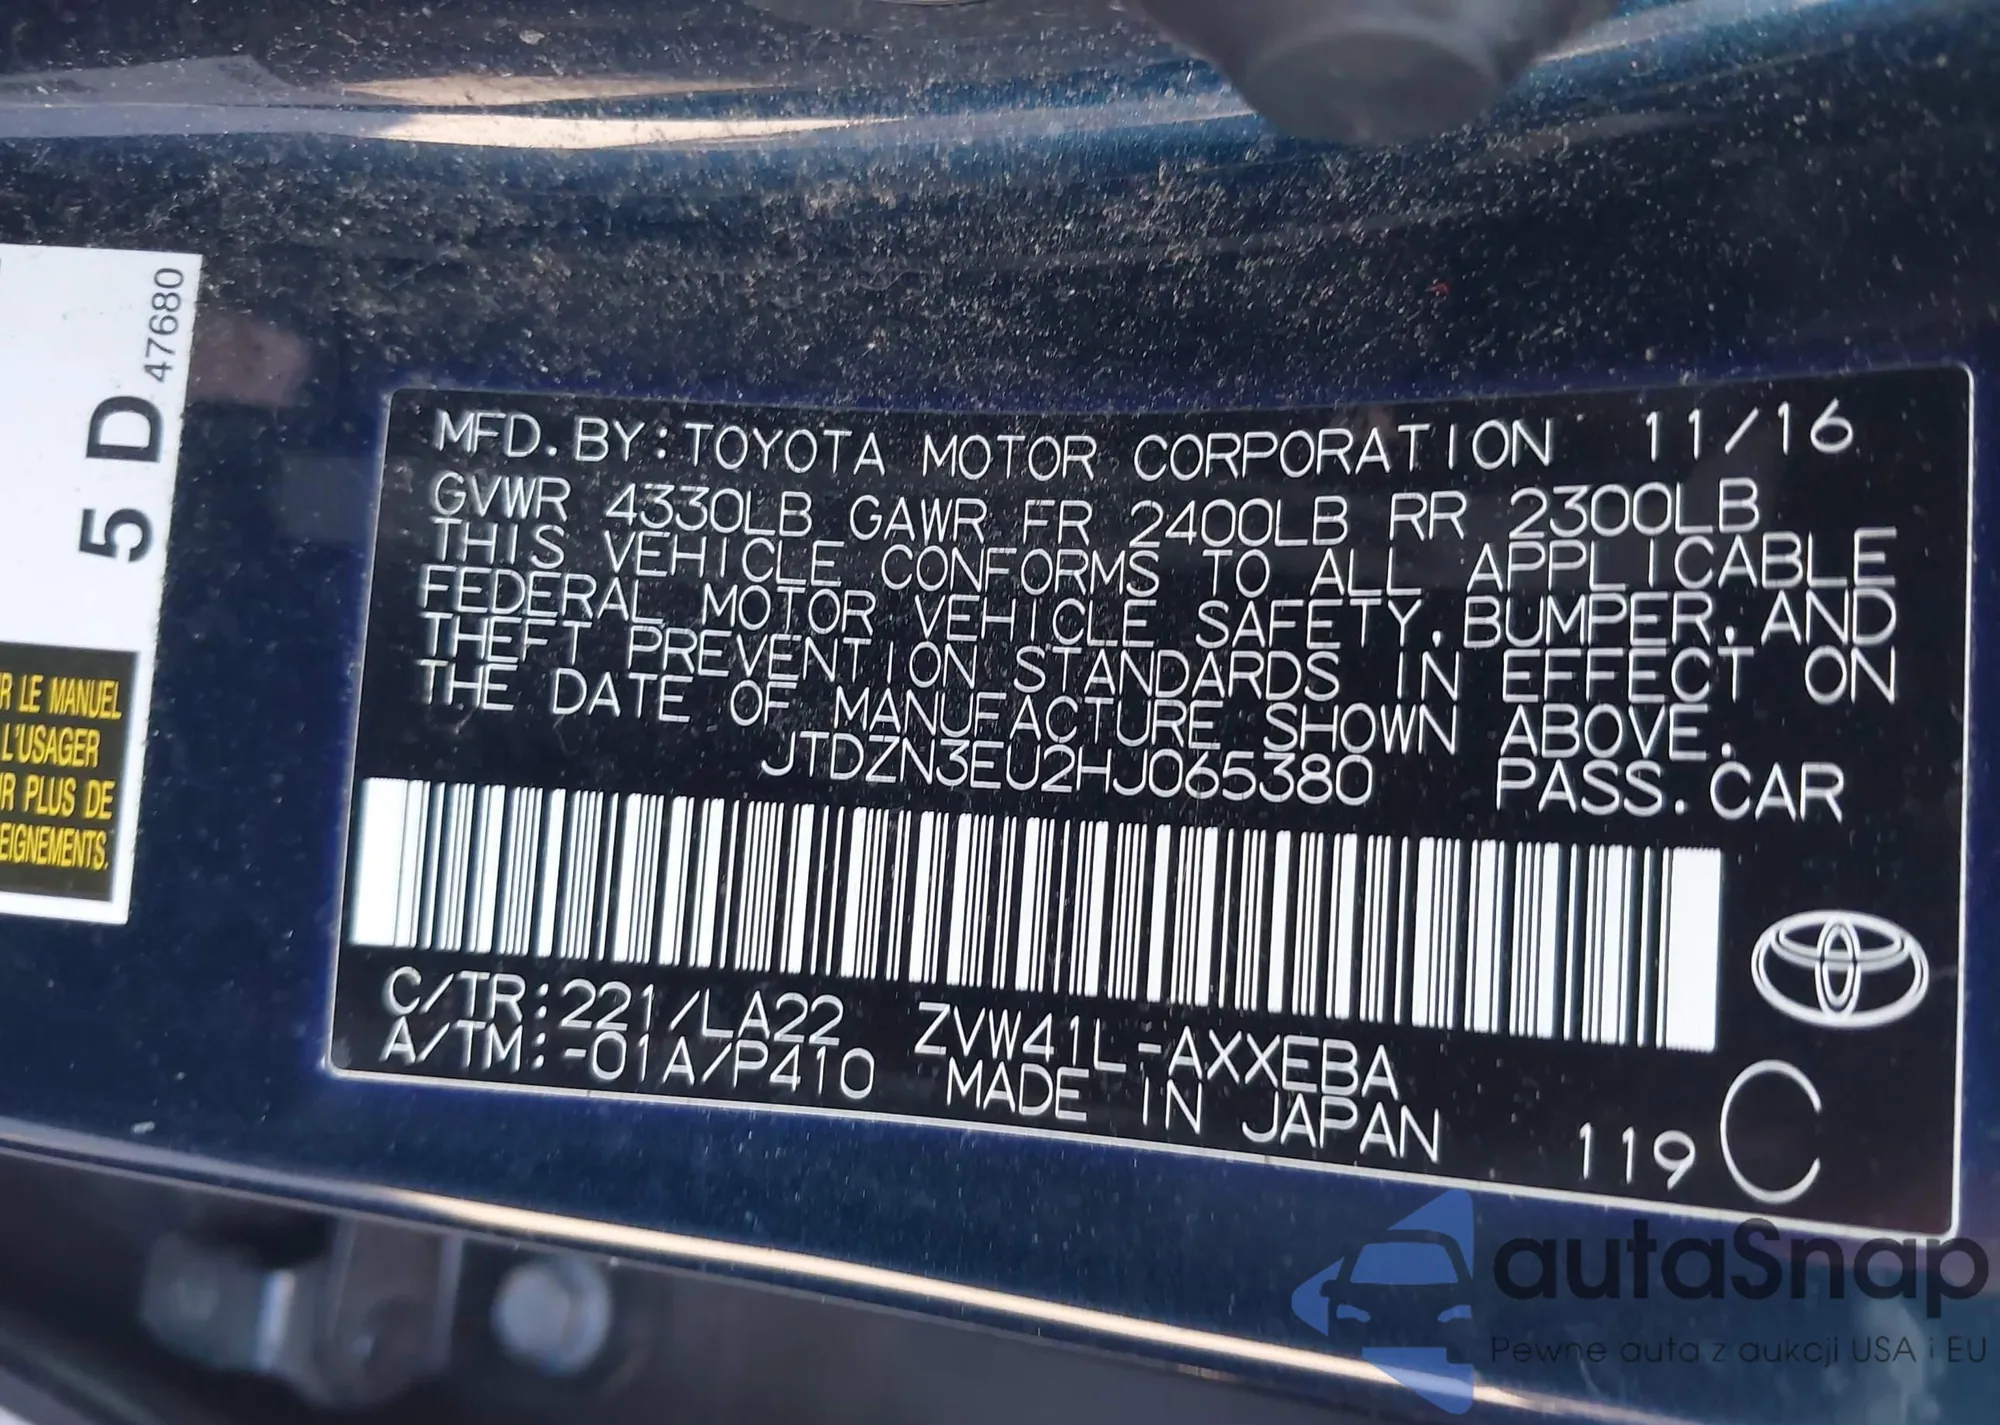 5 D 47680
R LE MANUEL
L'USAGER
R PLUS DE
EIGNEMENTS.
MFD. BY: TOYOTA MOTOR CORPORATION 11/16
GVWR 4330LB GAWR FR 2400LB RR 2300LB
THIS VEHICLE CONFORMS TO ALL APPLICABLE
FEDERAL MOTOR VEHICLE SAFETY, BUMPER, AND
THEFT PREVENTION STANDARDS IN EFFECT ON
THE DATE OF MANUFACTURE SHOWN ABOVE.
JTDZN3EU2HJ065380 PASS. CAR
C/TR: 221/LA22 ZVW41L-AXXEBA
A/TM: -01A/P410 MADE IN JAPAN
119 C
autaSnap
Pewne auta z aukcji USA i EU